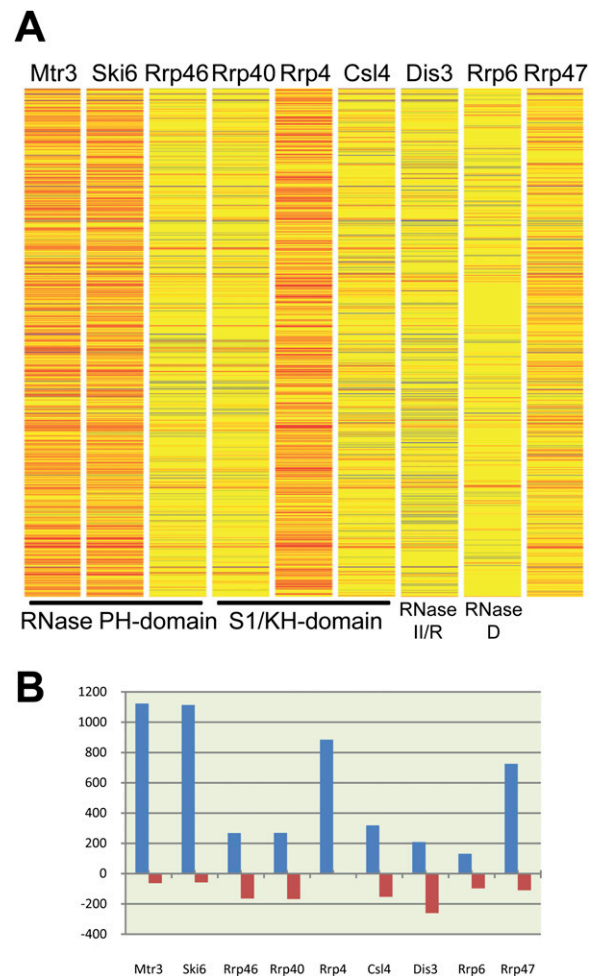 A
Mtr3 Ski6 Rrp46 Rrp40 Rrp4 Csl4 Dis3 Rrp6 Rrp47
RNase PH-domain S1/KH-domain RNase II/R RNase D
B
1200
1000
800
600
400
200
0
-200
-400
Mtr3 Ski6 Rrp46 Rrp40 Rrp4 Csl4 Dis3 Rrp6 Rrp47